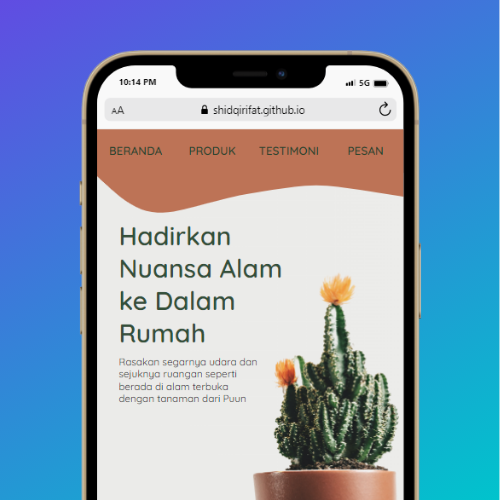 10:14 PM 5G
AA shidqirifat.github.io
BERANDA PRODUK TESTIMONI PESAN
Hadirkan
Nuansa Alam
ke Dalam
Rumah
Rasakan segarnya udara dan
sejuknya ruangan seperti
berada di alam terbuka
dengan tanaman dari Puun